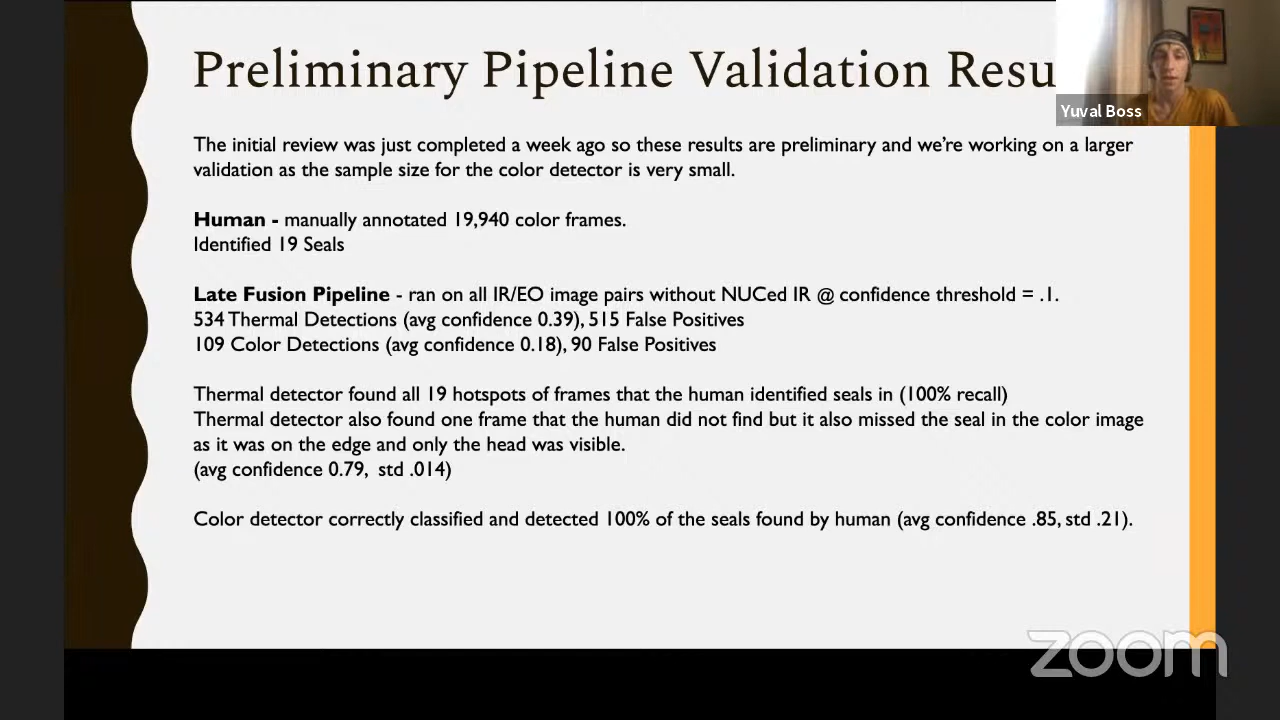 Preliminary Pipeline Validation Resu
Yuval Boss
The initial review was just completed a week ago so these results are preliminary and we're working on a larger
validation as the sample size for the color detector is very small.
Human - manually annotated 19,940 color frames.
Identified 19 Seals
Late Fusion Pipeline - ran on all IR/EO image pairs without NUCed IR @ confidence threshold = .1.
534 Thermal Detections (avg confidence 0.39), 515 False Positives
109 Color Detections (avg confidence 0.18), 90 False Positives
Thermal detector found all 19 hotspots of frames that the human identified seals in (100% recall)
Thermal detector also found one frame that the human did not find but it also missed the seal in the color image
as it was on the edge and only the head was visible.
(avg confidence 0.79, std .014)
Color detector correctly classified and detected 100% of the seals found by human (avg confidence .85, std .21).
zoom